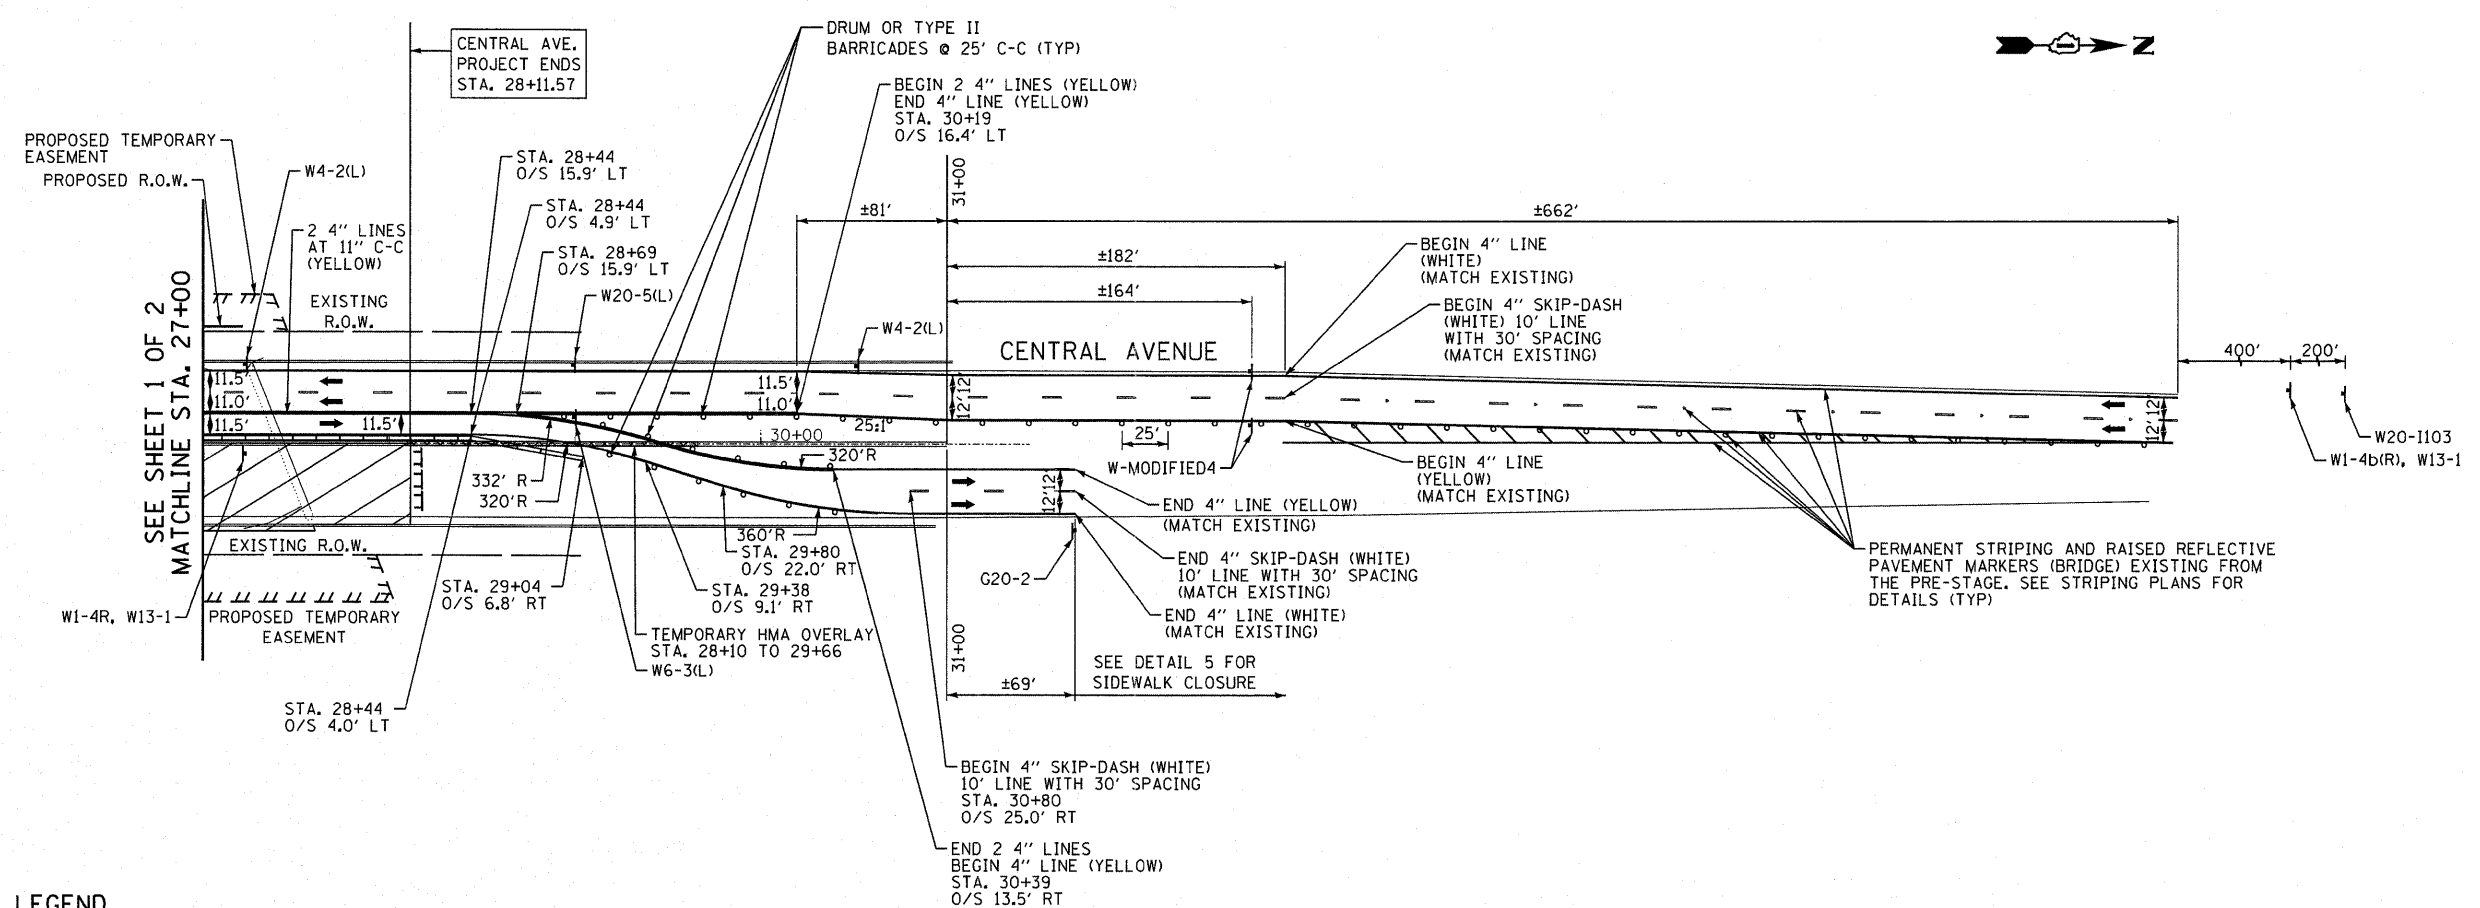 DRUM OR TYPE II
BARRICADES @ 25' C-C (TYP)
CENTRAL AVE.
PROJECT ENDS
STA. 28+11.57
N
BEGIN 2 4" LINES (YELLOW)
END 4" LINE (YELLOW)
STA. 30+19
O/S 16.4' LT
PROPOSED TEMPORARY
EASEMENT
PROPOSED R.O.W.
W4-2(L)
STA. 28+44
O/S 15.9' LT
STA. 28+44
O/S 4.9' LT
31+00
±81'
±662'
2 4" LINES
AT 11" C-C
(YELLOW)
STA. 28+69
O/S 15.9' LT
BEGIN 4" LINE
(WHITE)
(MATCH EXISTING)
±182'
SEE SHEET 1 OF 2
MATCHLINE STA. 27+00
EXISTING
R.O.W.
W20-5(L)
±164'
BEGIN 4" SKIP-DASH
(WHITE) 10' LINE
WITH 30' SPACING
(MATCH EXISTING)
W4-2(L)
CENTRAL AVENUE
400'
200'
11.5'
11.0'
11.5'
11.5'
11.5'
11.0'
12'
12'
12'
12'
25:1
30+00
25'
W20-I103
W1-4b(R), W13-1
320'R
W-MODIFIED4
BEGIN 4" LINE
(YELLOW)
(MATCH EXISTING)
332' R
320'R
12'
12'
END 4" LINE (YELLOW)
(MATCH EXISTING)
360'R
EXISTING R.O.W.
STA. 29+80
O/S 22.0' RT
END 4" SKIP-DASH (WHITE)
10' LINE WITH 30' SPACING
(MATCH EXISTING)
PERMANENT STRIPING AND RAISED REFLECTIVE
PAVEMENT MARKERS (BRIDGE) EXISTING FROM
THE PRE-STAGE. SEE STRIPING PLANS FOR
DETAILS (TYP)
G20-2
STA. 29+04
O/S 6.8' RT
STA. 29+38
O/S 9.1' RT
W1-4R, W13-1
PROPOSED TEMPORARY
EASEMENT
END 4" LINE (WHITE)
(MATCH EXISTING)
TEMPORARY HMA OVERLAY
STA. 28+10 TO 29+66
W6-3(L)
31+00
SEE DETAIL 5 FOR
SIDEWALK CLOSURE
±69'
STA. 28+44
O/S 4.0' LT
BEGIN 4" SKIP-DASH (WHITE)
10' LINE WITH 30' SPACING
STA. 30+80
O/S 25.0' RT
END 2 4" LINES
BEGIN 4" LINE (YELLOW)
STA. 30+39
O/S 13.5' RT
LEGEND